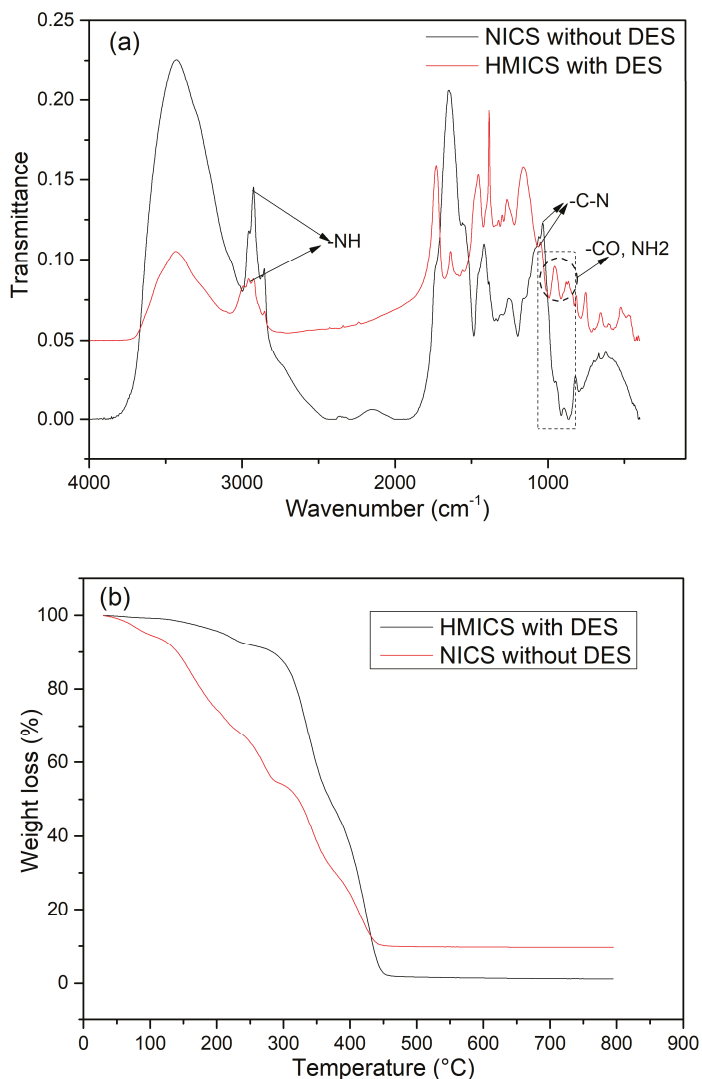 (a)
NICS without DES
HMICS with DES
0.25
0.20
0.15
0.10
0.05
0.00
Transmittance
-NH
-C-N
-CO, NH2
4000 3000 2000 1000
Wavenumber (cm⁻¹)
(b)
HMICS with DES
NICS without DES
100
80
60
40
20
0
Weight loss (%)
0 100 200 300 400 500 600 700 800 900
Temperature (°C)